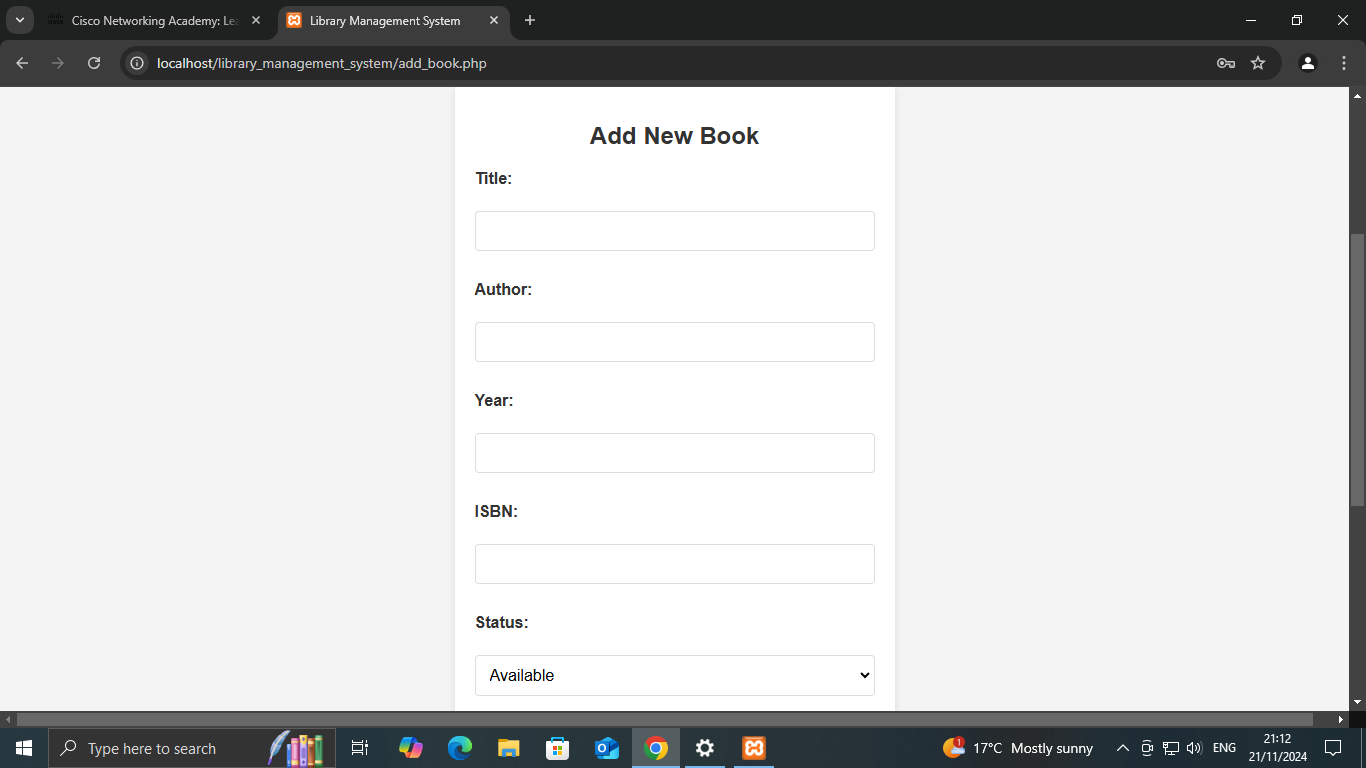 Cisco Networking Academy: Lea
Library Management System
localhost/library_management_system/add_book.php
Add New Book
Title:
Author:
Year:
ISBN:
Status:
Available
Type here to search
1
17°C Mostly sunny
ENG
21:12
21/11/2024